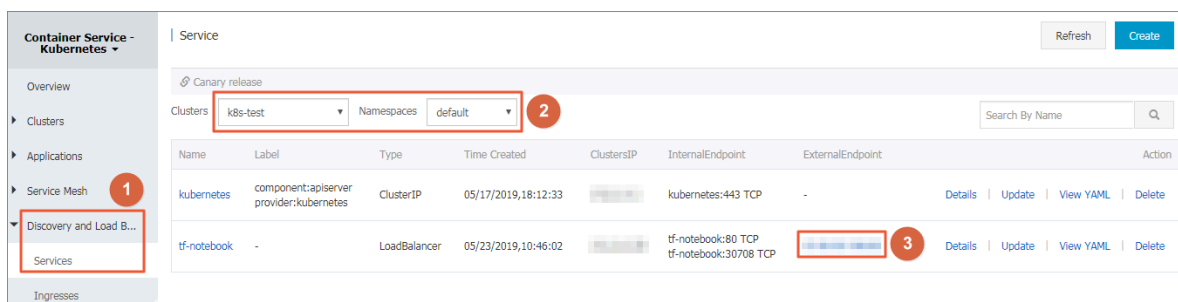 Container Service -
Kubernetes
Service
Refresh
Create
Overview
Canary release
Clusters
Clusters k8s-test Namespaces default 2
Search By Name
Applications
Name Label Type Time Created ClustersIP InternalEndpoint ExternalEndpoint Action
Service Mesh 1
kubernetes component:apiserver
provider:kubernetes ClusterIP 05/17/2019,18:12:33 kubernetes:443 TCP - Details Update View YAML Delete
Discovery and Load B...
tf-notebook - LoadBalancer 05/23/2019,10:46:02 tf-notebook:80 TCP
tf-notebook:30708 TCP 3 Details Update View YAML Delete
Services
Ingresses